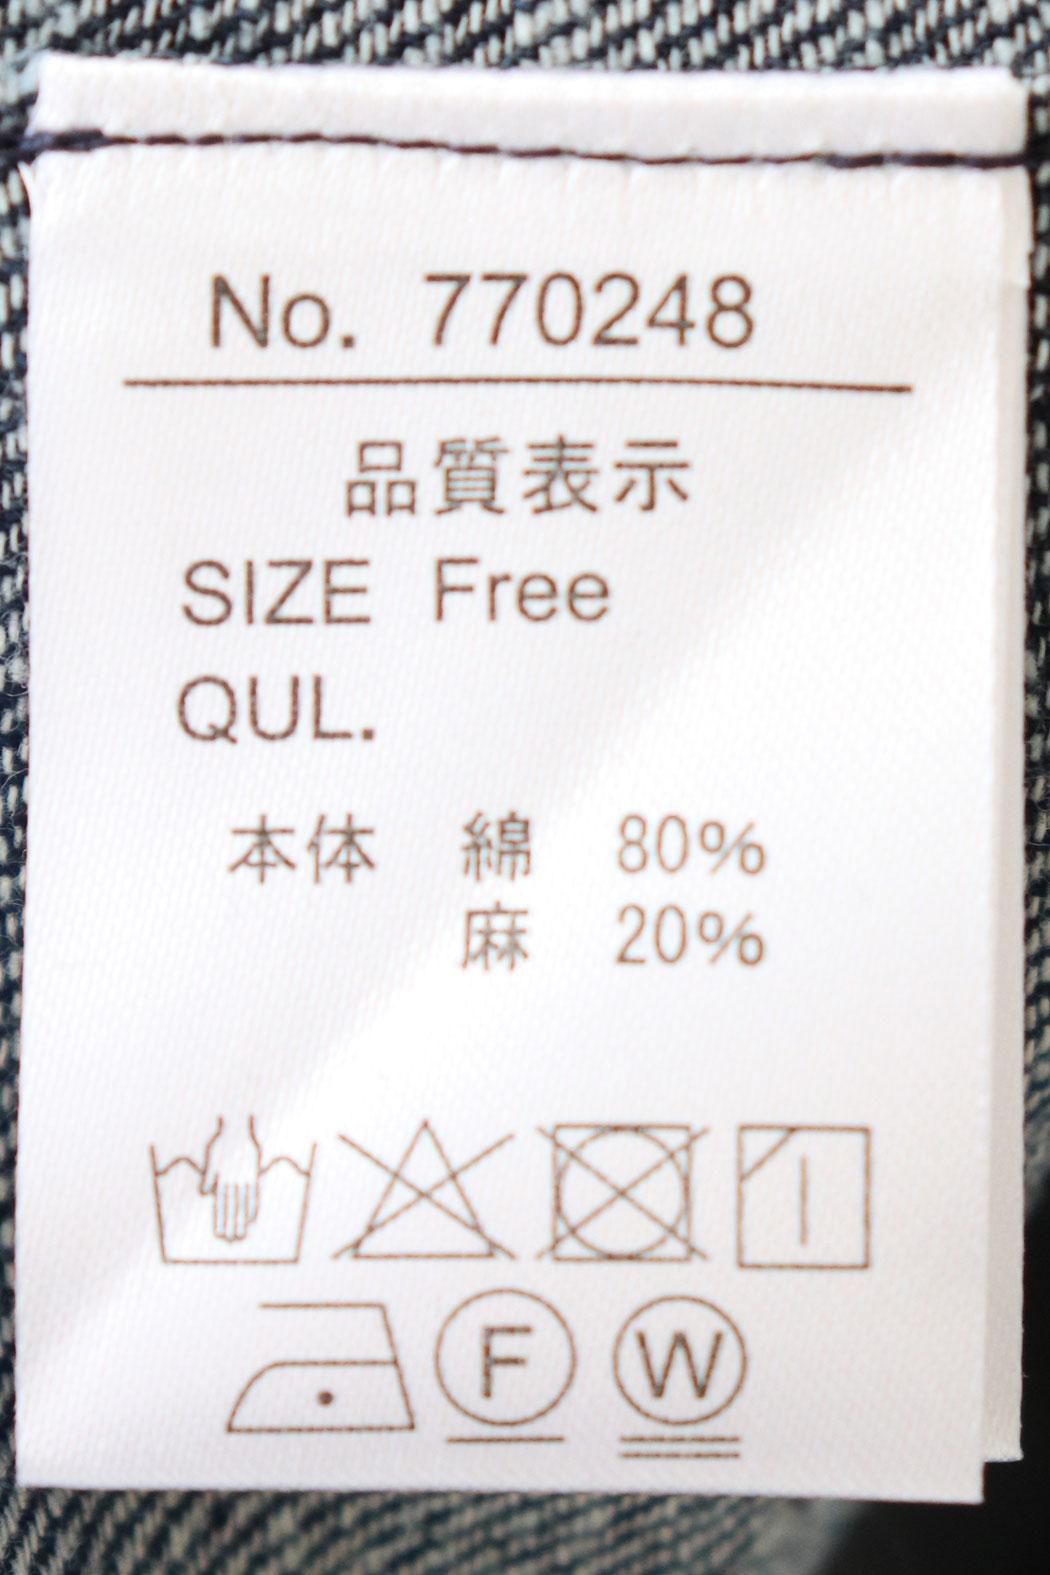 No. 770248
品質表示
SIZE Free
QUL.
本体 綿 80%
麻 20%
F W